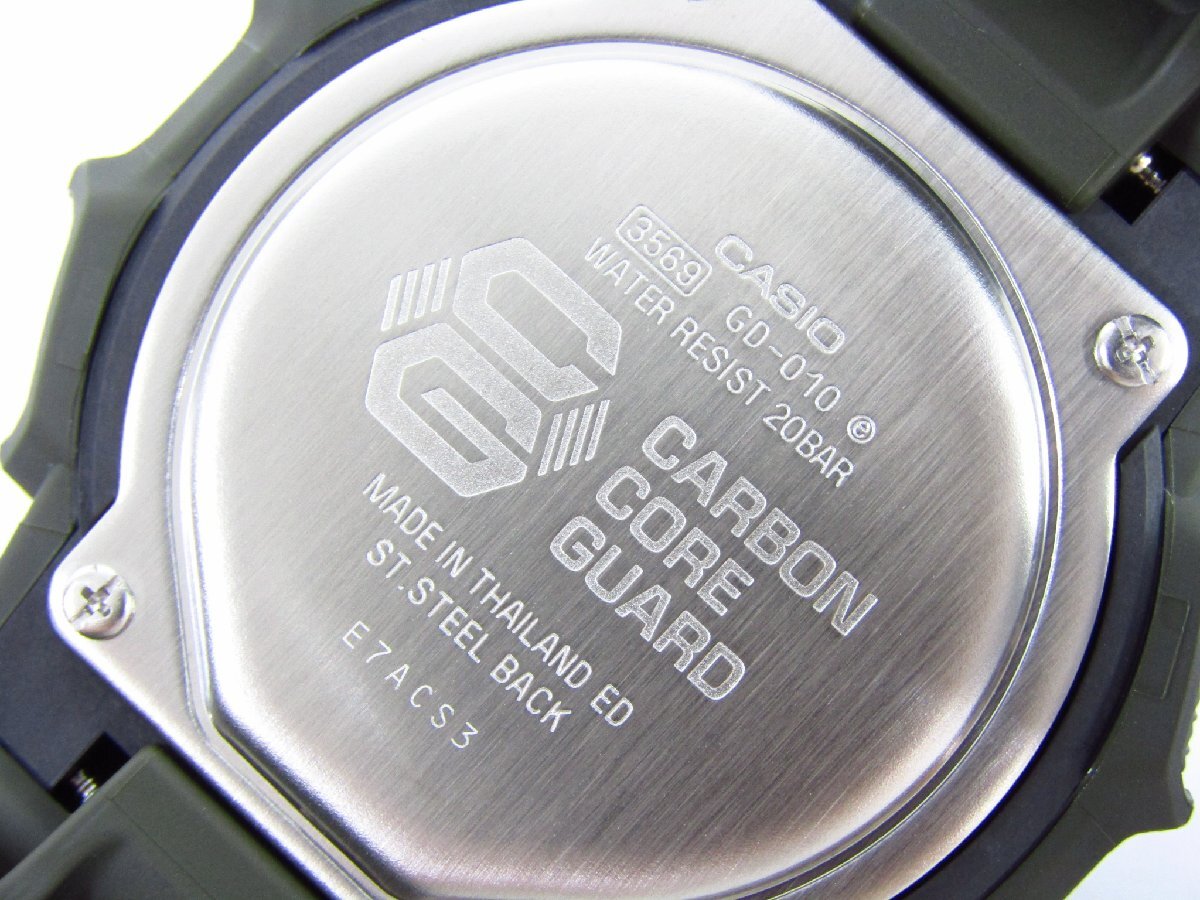 CASIO
3569 GD-010 e
WATER RESIST 20BAR
CARBON
CORE
GUARD
MADE IN THAILAND ED
ST.STEEL BACK
E7ACS3